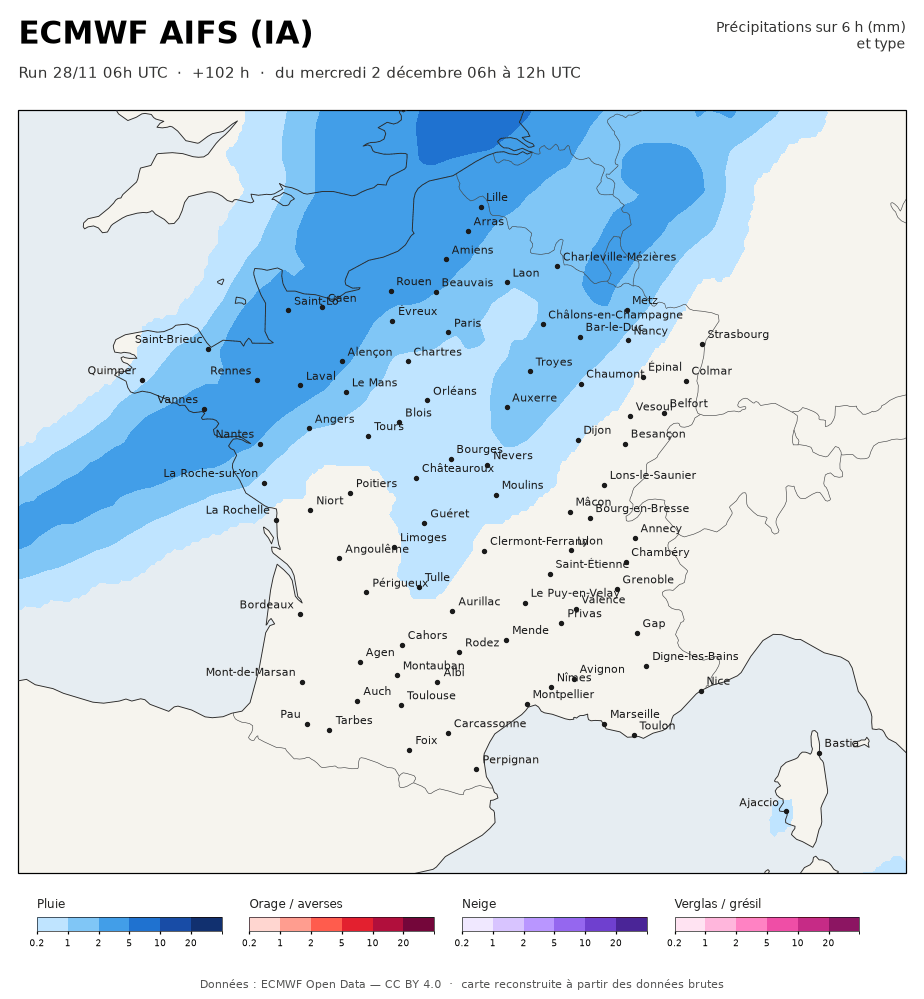 ECMWF AIFS (IA)
Précipitations sur 6 h (mm)
et type
Run 28/11 06h UTC · +102 h · du mercredi 2 décembre 06h à 12h UTC
Lille
Arras
Amiens
Charleville-Mézières
Laon
Rouen
Beauvais
Saint-Lô
Caen
Metz
Évreux
Châlons-en-Champagne
Paris
Bar-le-Duc
Nancy
Saint-Brieuc
Strasbourg
Alençon
Chartres
Quimper
Rennes
Laval
Le Mans
Troyes
Chaumont
Épinal
Colmar
Orléans
Vannes
Auxerre
Vesoul
Belfort
Angers
Blois
Tours
Nantes
Dijon
Besançon
Bourges
Nevers
La Roche-sur-Yon
Châteauroux
Lons-le-Saunier
Poitiers
Moulins
Niort
La Rochelle
Guéret
Mâcon
Bourg-en-Bresse
Annecy
Limoges
Clermont-Ferrand
Lyon
Angoulême
Chambéry
Saint-Étienne
Tulle
Périgueux
Grenoble
Le Puy-en-Velay
Valence
Bordeaux
Aurillac
Privas
Gap
Cahors
Rodez
Mende
Agen
Digne-les-Bains
Mont-de-Marsan
Montauban
Albi
Nîmes
Avignon
Nice
Auch
Toulouse
Montpellier
Pau
Tarbes
Carcassonne
Marseille
Toulon
Foix
Bastia
Perpignan
Ajaccio
Pluie
0.2 1 2 5 10 20
Orage / averses
0.2 1 2 5 10 20
Neige
0.2 1 2 5 10 20
Verglas / grésil
0.2 1 2 5 10 20
Données : ECMWF Open Data — CC BY 4.0 · carte reconstruite à partir des données brutes